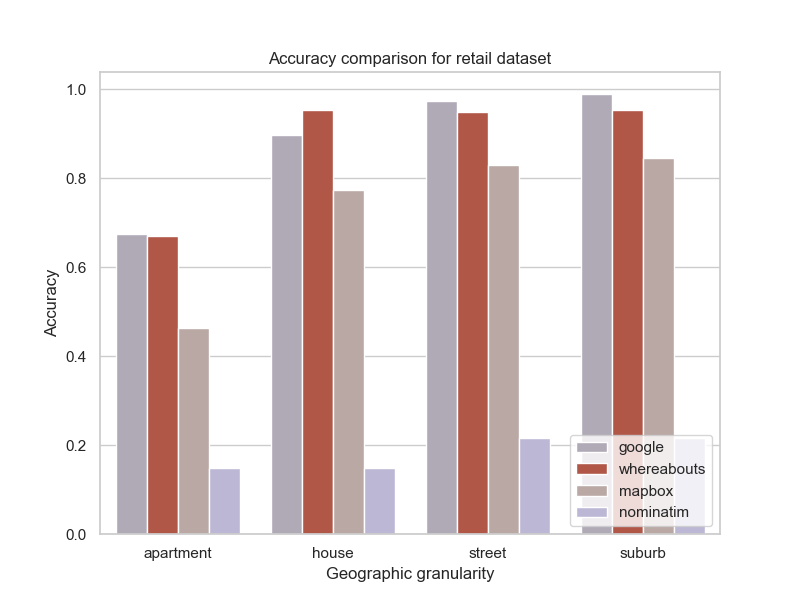 Accuracy comparison for retail dataset
1.0
0.8
0.6
0.4
0.2
0.0
Accuracy
apartment house street suburb
Geographic granularity
google
whereabouts
mapbox
nominatim